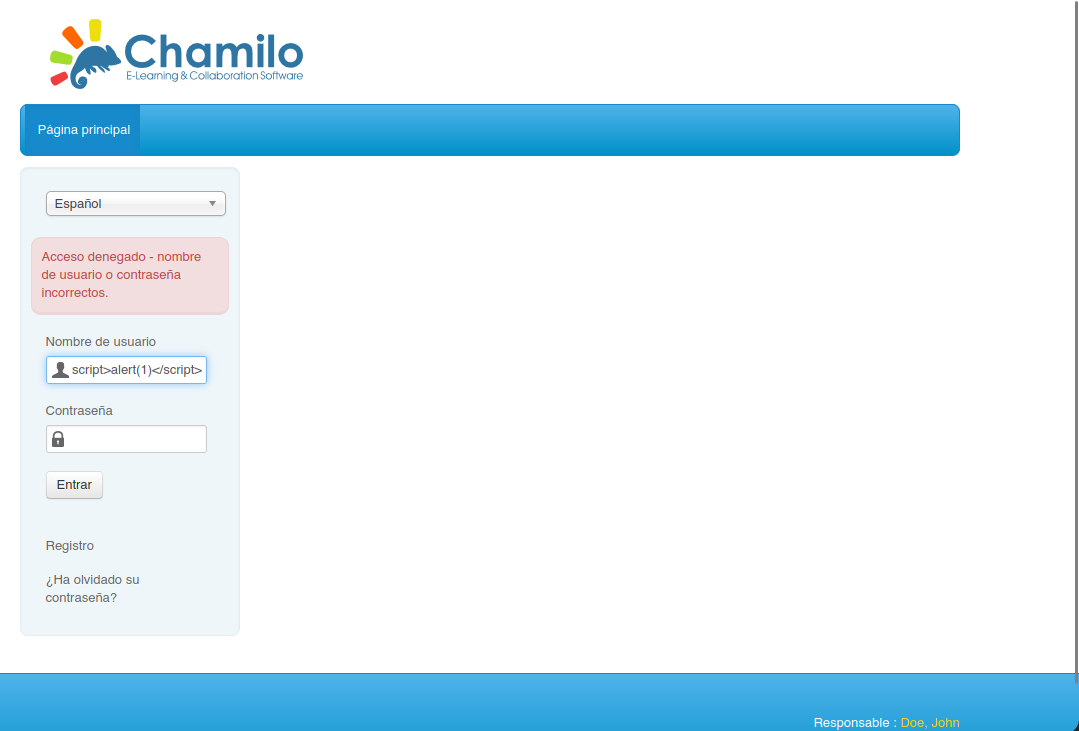 Chamilo
E-Learning & Collaboration Software
Página principal
Español
Acceso denegado - nombre
de usuario o contraseña
incorrectos.
Nombre de usuario
script>alert(1)</script>
Contraseña
Entrar
Registro
¿Ha olvidado su
contraseña?
Responsable : Doe, John